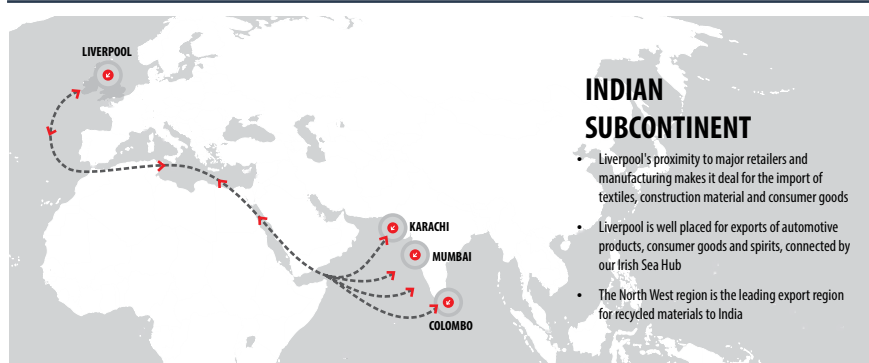 LIVERPOOL
INDIAN
SUBCONTINENT
• Liverpool's proximity to major retailers and
manufacturing makes it deal for the import of
textiles, construction material and consumer goods
• Liverpool is well placed for exports of automotive
products, consumer goods and spirits, connected by
our Irish Sea Hub
• The North West region is the leading export region
for recycled materials to India
KARACHI
MUMBAI
COLOMBO